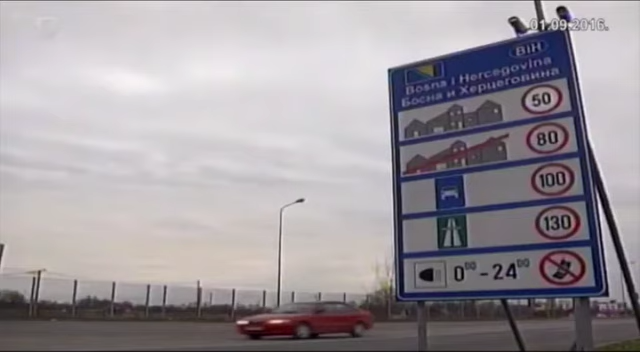 01.09.2016.
BiH
Bosna i Hercegovina
Босна и Херцеговина
50
80
100
130
0⁰⁰ - 24⁰⁰